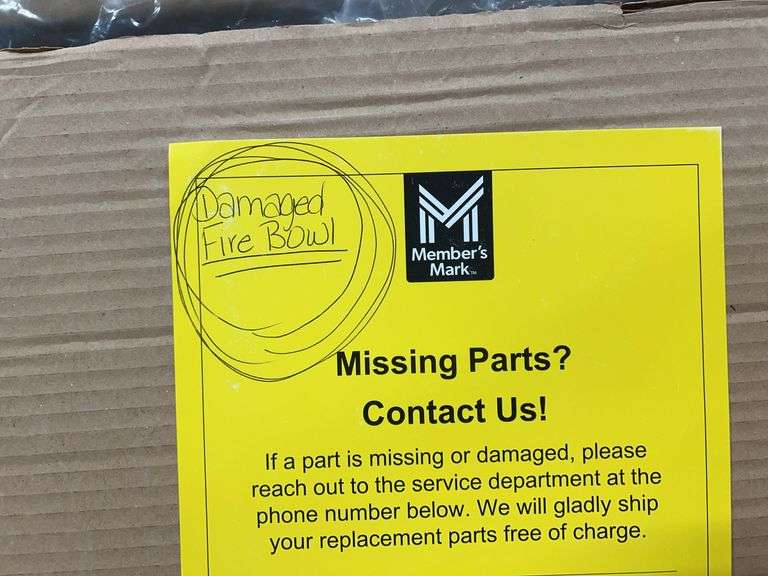 Damaged
Fire Bowl
Member's
Mark™
Missing Parts?
Contact Us!
If a part is missing or damaged, please
reach out to the service department at the
phone number below. We will gladly ship
your replacement parts free of charge.